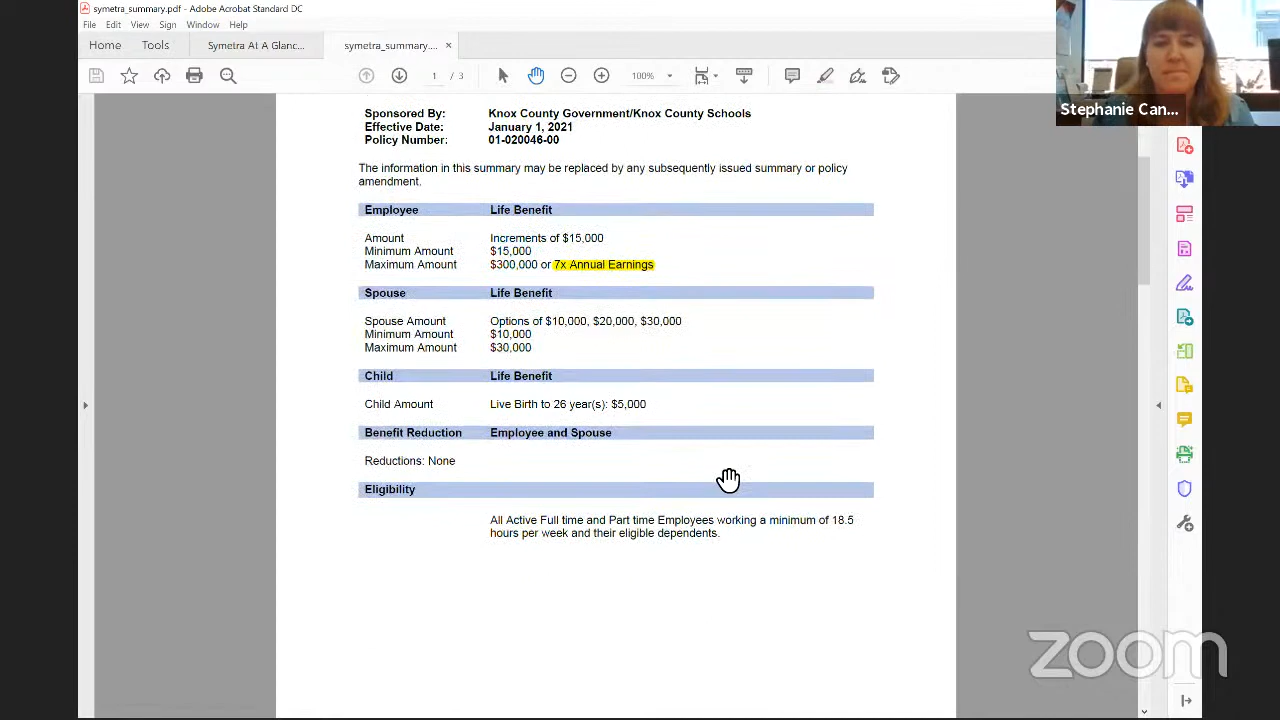 symetra_summary.pdf - Adobe Acrobat Standard DC
File Edit View Sign Window Help
Home Tools Symetra At A Glanc... symetra_summary.... ×
1 / 3 100%
Stephanie Can...
Sponsored By: Knox County Government/Knox County Schools
Effective Date: January 1, 2021
Policy Number: 01-020046-00
The information in this summary may be replaced by any subsequently issued summary or policy
amendment.
Employee Life Benefit
Amount Increments of $15,000
Minimum Amount $15,000
Maximum Amount $300,000 or 7x Annual Earnings
Spouse Life Benefit
Spouse Amount Options of $10,000, $20,000, $30,000
Minimum Amount $10,000
Maximum Amount $30,000
Child Life Benefit
Child Amount Live Birth to 26 year(s): $5,000
Benefit Reduction Employee and Spouse
Reductions: None
Eligibility
All Active Full time and Part time Employees working a minimum of 18.5
hours per week and their eligible dependents.
zoom